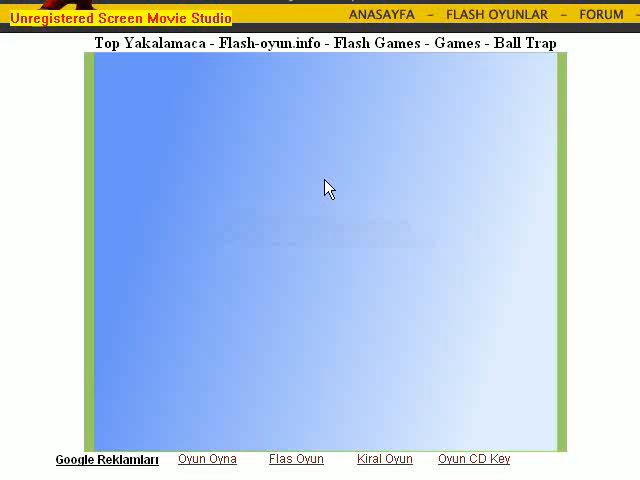 Unregistered Screen Movie Studio
ANASAYFA – FLASH OYUNLAR – FORUM –
Top Yakalamaca - Flash-oyun.info - Flash Games - Games - Ball Trap
Google Reklamları Oyun Oyna Flas Oyun Kiral Oyun Oyun CD Key